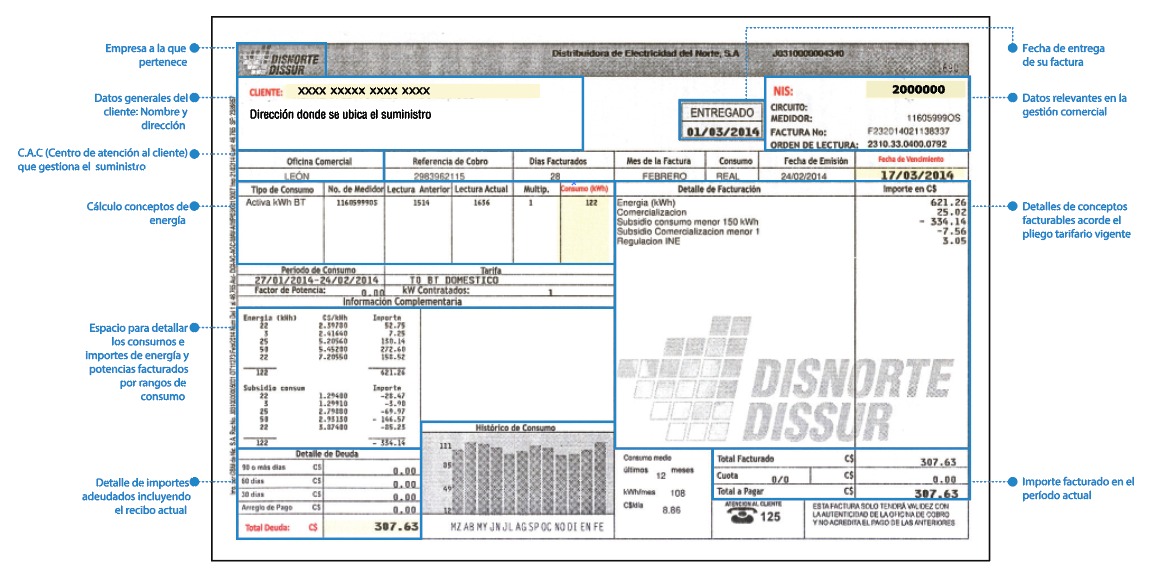 Empresa a la que
pertenece
Datos generales del
cliente: Nombre y
dirección
C.A.C (Centro de atención al cliente)
que gestiona el suministro
Cálculo conceptos de
energía
Espacio para detallar
los consumos e
importes de energía y
potencias facturados
por rangos de
consumo
Detalle de importes
adeudados incluyendo
el recibo actual
DISNORTE
DISSUR
Distribuidora de Electricidad del Norte, S.A J0310000004340
CLIENTE: XXXX XXXXX XXXX XXXX
Dirección donde se ubica el suministro
ENTREGADO
01/03/2014
NIS: 2000000
CIRCUITO:
MEDIDOR: 11605999OS
FACTURA No: F232014021138337
ORDEN DE LECTURA: 2310.33.0400.0792
Oficina Comercial Referencia de Cobro Dias Facturados Mes de la Factura Consumo Fecha de Emisión Fecha de Vencimiento
LEÓN 2983962115 28 FEBRERO REAL 24/02/2014 17/03/2014
Tipo de Consumo No. de Medidor Lectura Anterior Lectura Actual Multip. Consumo (kWh)
Activa kWh BT 11605999OS 1514 1636 1 122
Detalle de Facturación Importe en C$
Energia (kWh) 621.26
Comercializacion 25.02
Subsidio consumo menor 150 kWh - 334.14
Subsidio Comercializacion menor 1 -7.56
Regulacion INE 3.05
Periodo de Consumo Tarifa
27/01/2014-24/02/2014 T0 BT DOMESTICO
Factor de Potencia: 0.00 kW Contratados: 1
Información Complementaria
Energia (kWh) C$/kWh Importe
22 2.39780 52.75
3 2.41640 7.25
25 5.20560 130.14
50 5.45200 272.60
22 7.20550 158.52
122 621.26
Subsidio consum Importe
22 1.29400 -28.47
3 1.29910 -3.90
25 2.79880 -69.97
50 2.93130 - 146.57
22 3.87480 -85.25
122 - 334.14
DISNORTE
DISSUR
Detalle de Deuda
90 o más dias C$ 0.00
60 dias C$ 0.00
30 dias C$ 0.00
Arreglo de Pago C$ 0.00
Total Deuda: C$ 307.63
Histórico de Consumo
111
85
49
12
MZ AB MY JN JL AG SP OC NO DI EN FE
Consumo medio
últimos 12 meses
kWh/mes 108
C$/dia 8.86
Total Facturado C$ 307.63
Cuota 0/0 C$ 0.00
Total a Pagar C$ 307.63
ATENCION AL CLIENTE
125
ESTA FACTURA SOLO TENDRÁ VALIDEZ CON
LA AUTENTICIDAD DE LA OFICINA DE COBRO
Y NO ACREDITA EL PAGO DE LAS ANTERIORES
Fecha de entrega
de su factura
Datos relevantes en la
gestión comercial
Detalles de conceptos
facturables acorde el
pliego tarifario vigente
Importe facturado en el
período actual